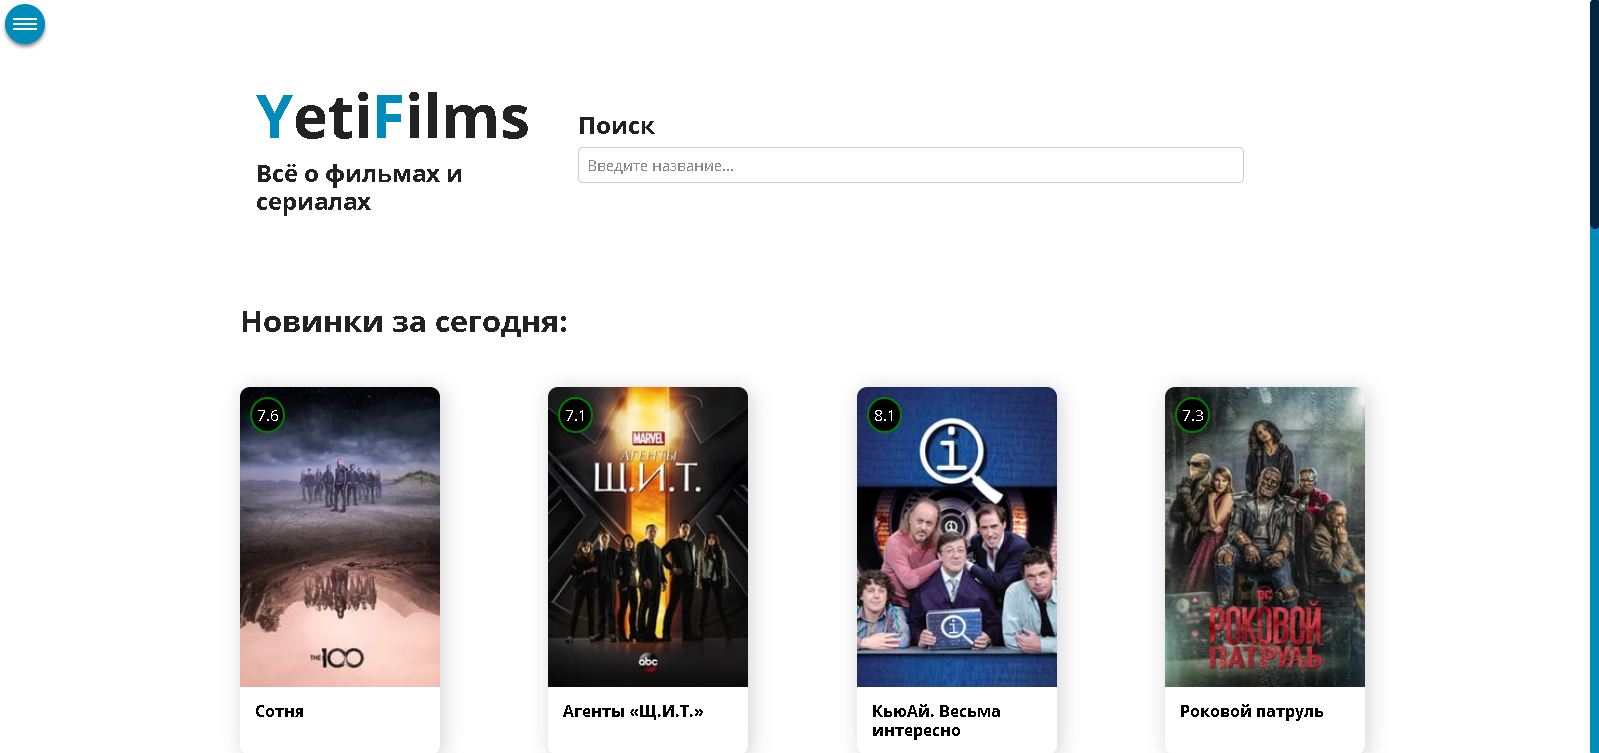 YetiFilms
Всё о фильмах и
сериалах
Поиск
Введите название...
Новинки за сегодня:
7.6
THE 100
Сотня
7.1
MARVEL
АГЕНТЫ
Щ.И.Т.
abc
Агенты «Щ.И.Т.»
8.1
i
i
i
КьюАй. Весьма
интересно
7.3
DC
РОКОВОЙ
ПАТРУЛЬ
Роковой патруль